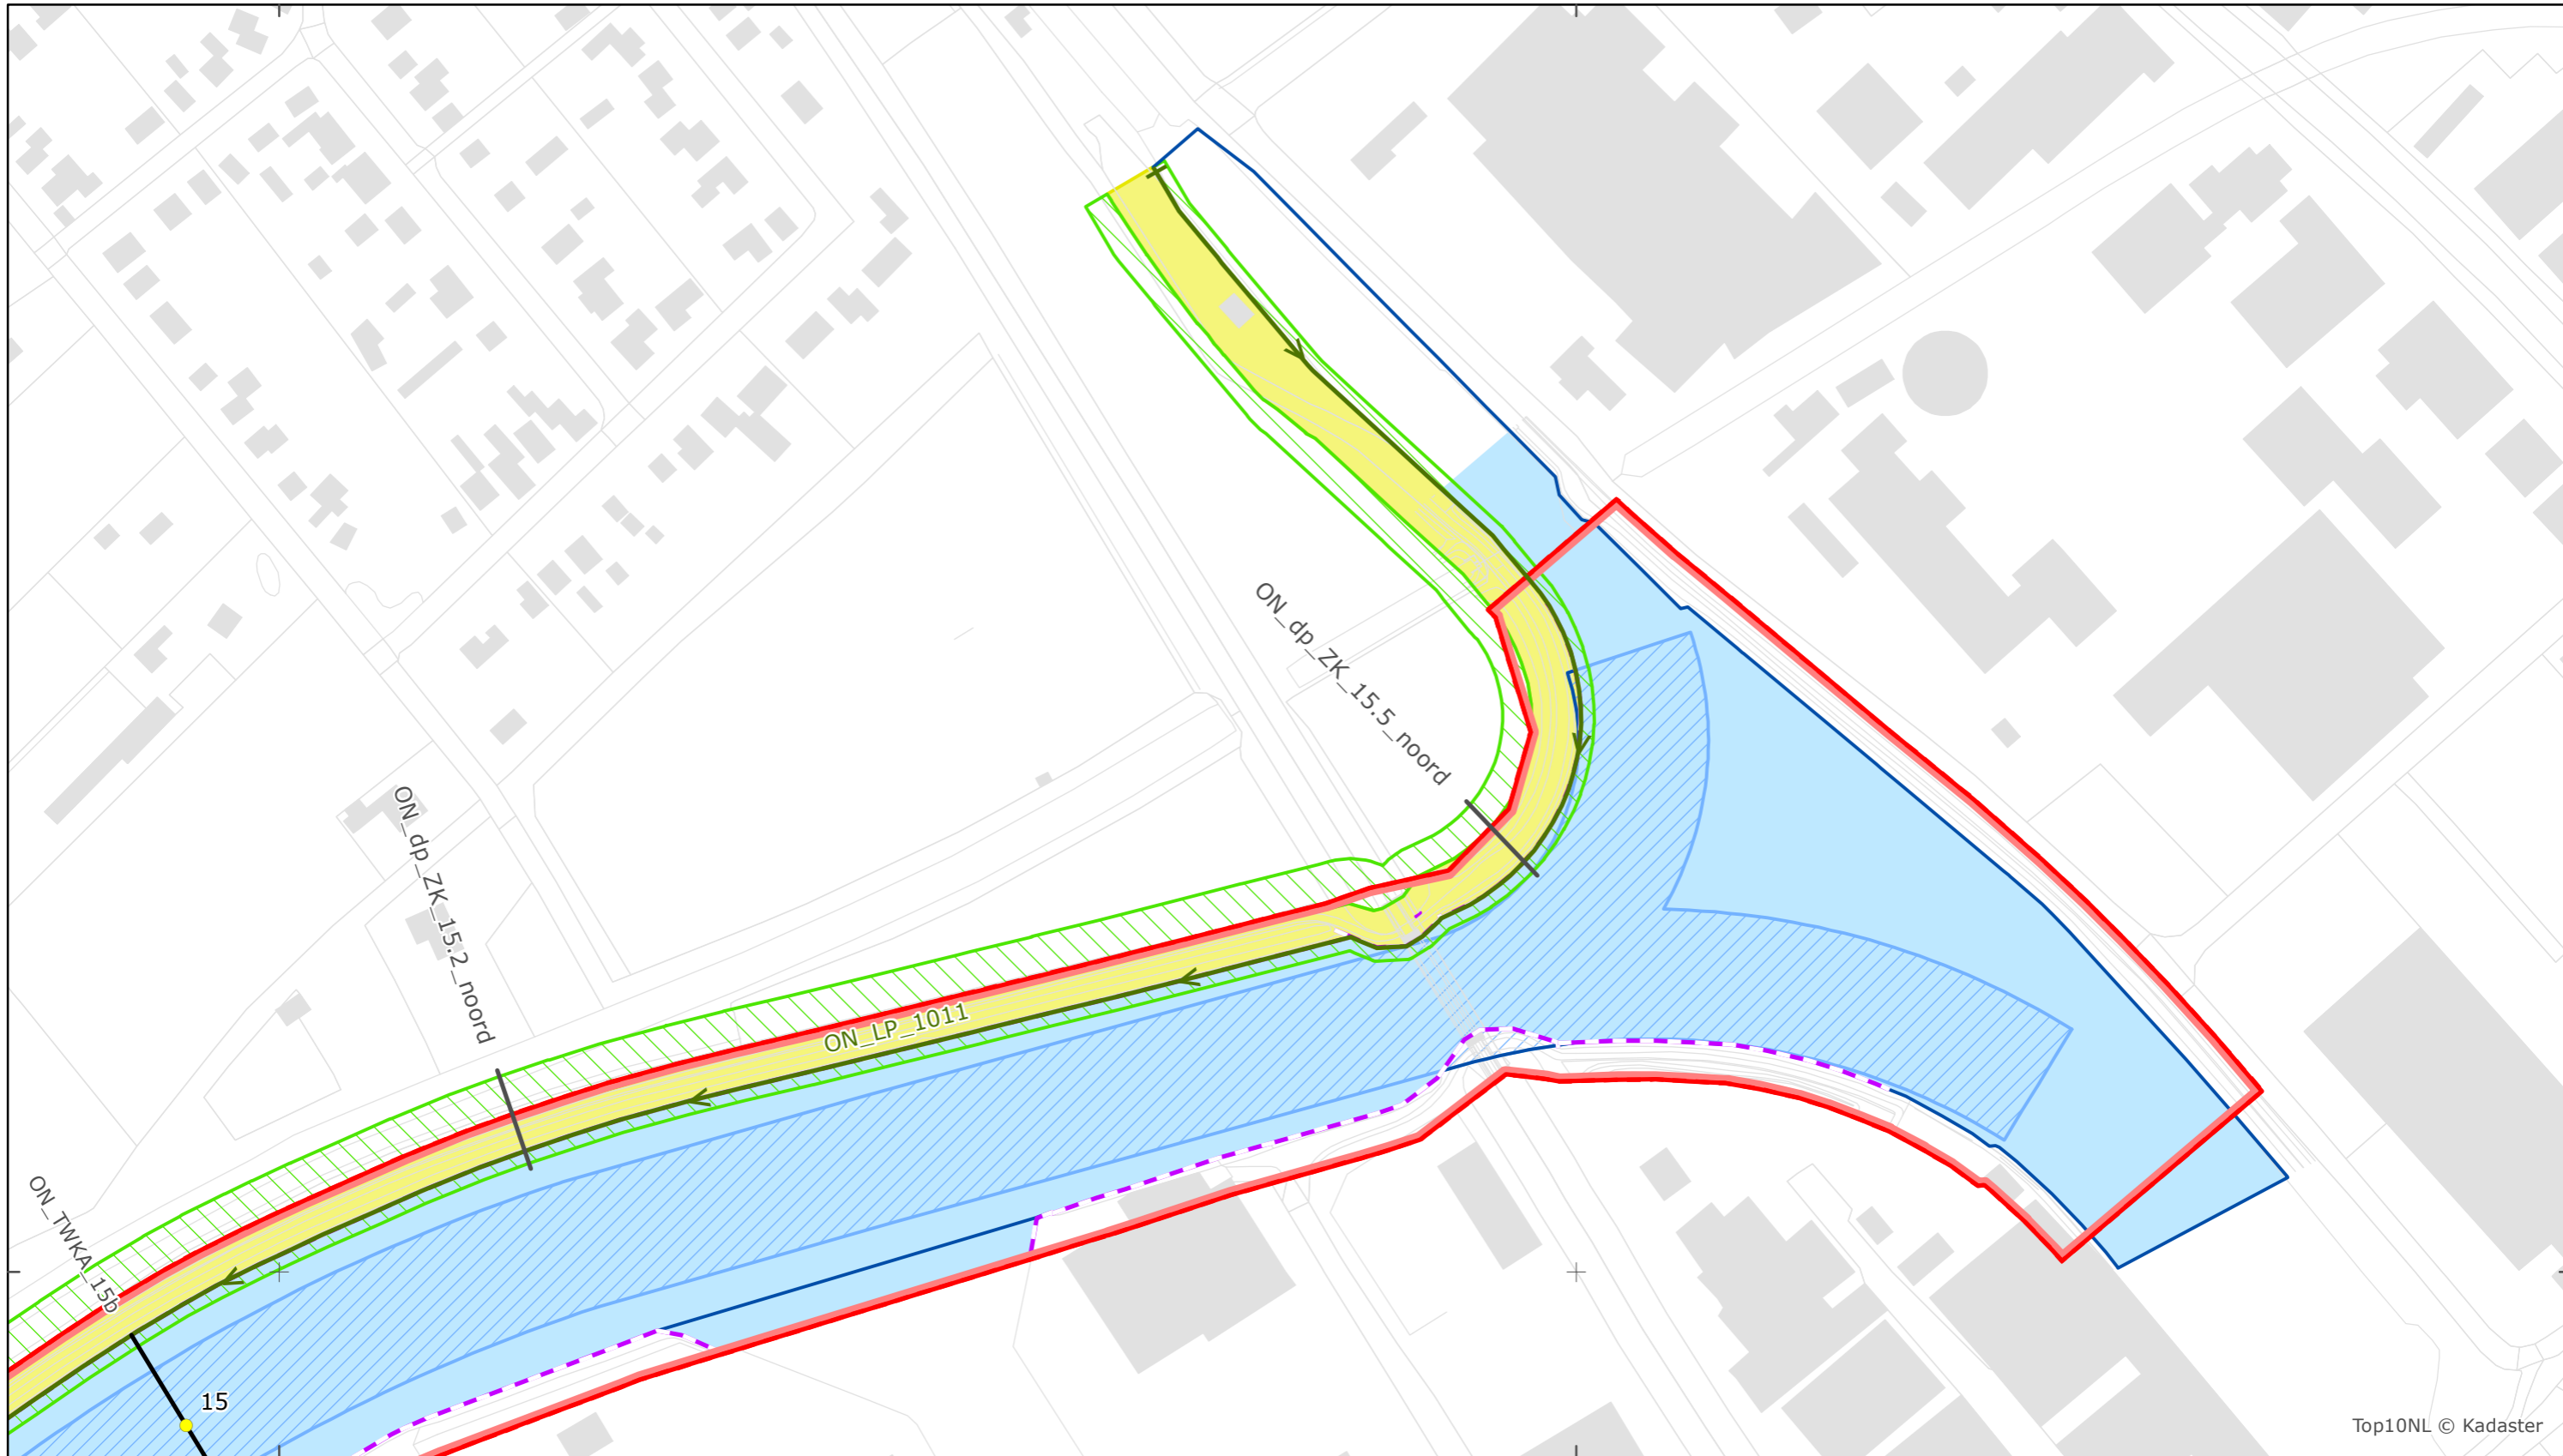 ON_dp_ZK_15.5_noord
ON_dp_ZK_15.2_noord
ON_LP_1011
ON_TWKA_15b
15
Top10NL © Kadaster